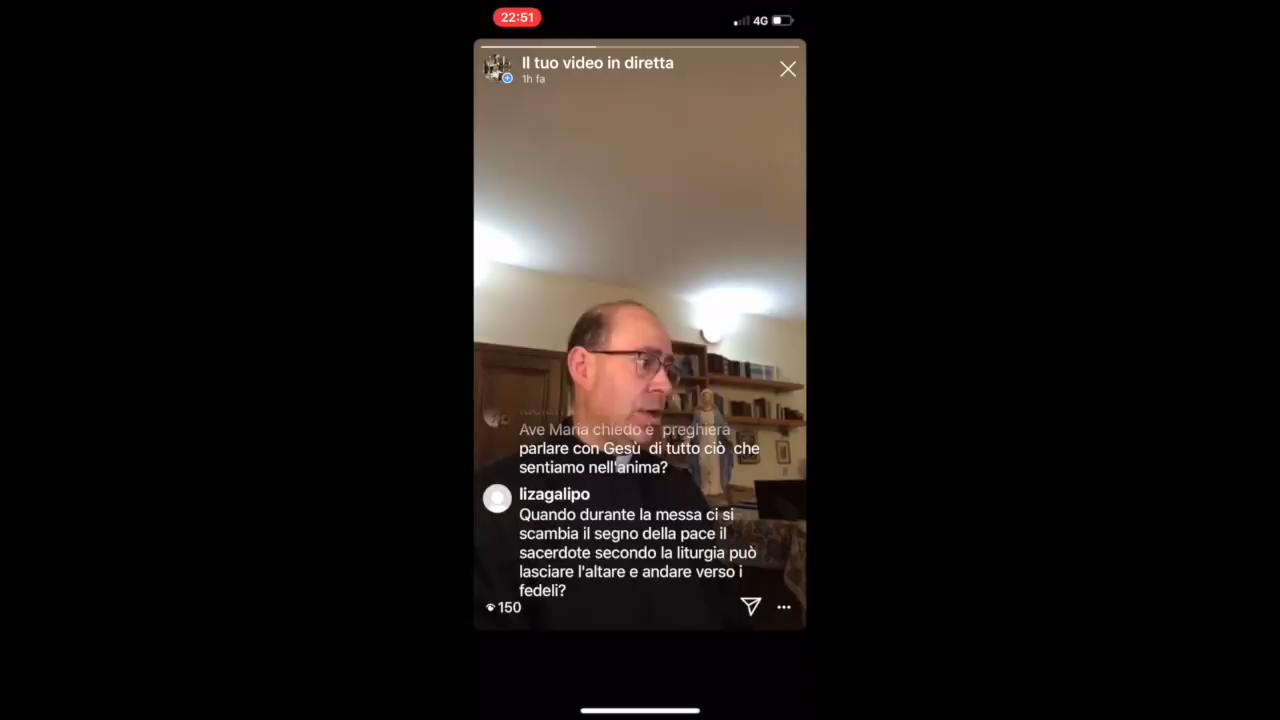 22:51
4G
Il tuo video in diretta
1h fa
Ave Maria chiedo è preghiera
parlare con Gesù di tutto ciò che
sentiamo nell'anima?
lizagalipo
Quando durante la messa ci si
scambia il segno della pace il
sacerdote secondo la liturgia può
lasciare l'altare e andare verso i
fedeli?
150